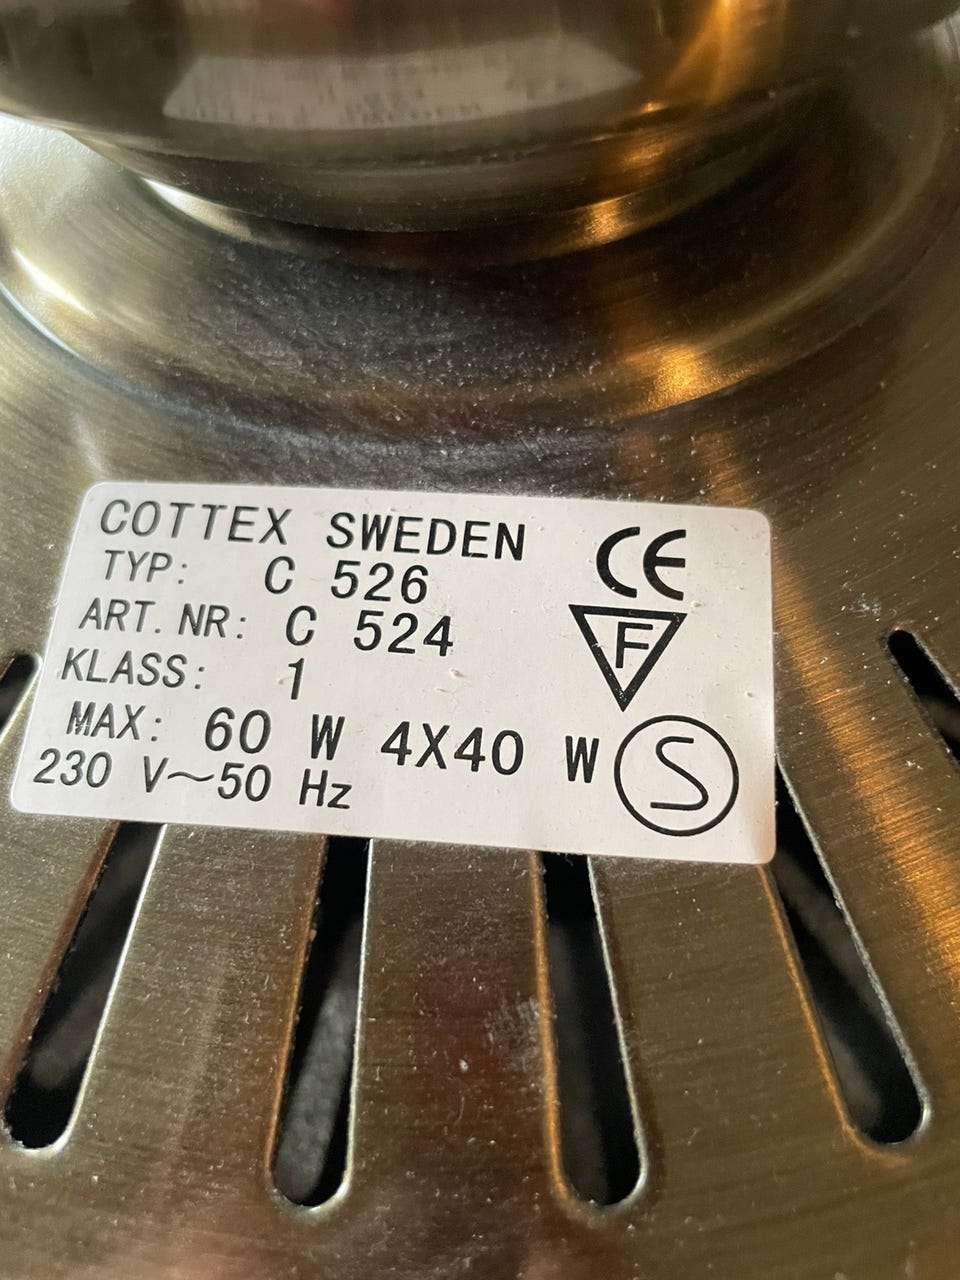 COTTEX SWEDEN
TYP: C 526
ART. NR: C 524
KLASS: 1
MAX: 60 W 4X40 W
230 V~50 Hz
CE
F
S